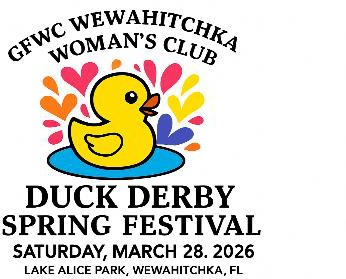 GFWC WEWAHITCHKA
WOMAN'S CLUB
DUCK DERBY
SPRING FESTIVAL
SATURDAY, MARCH 28. 2026
LAKE ALICE PARK, WEWAHITCHKA, FL